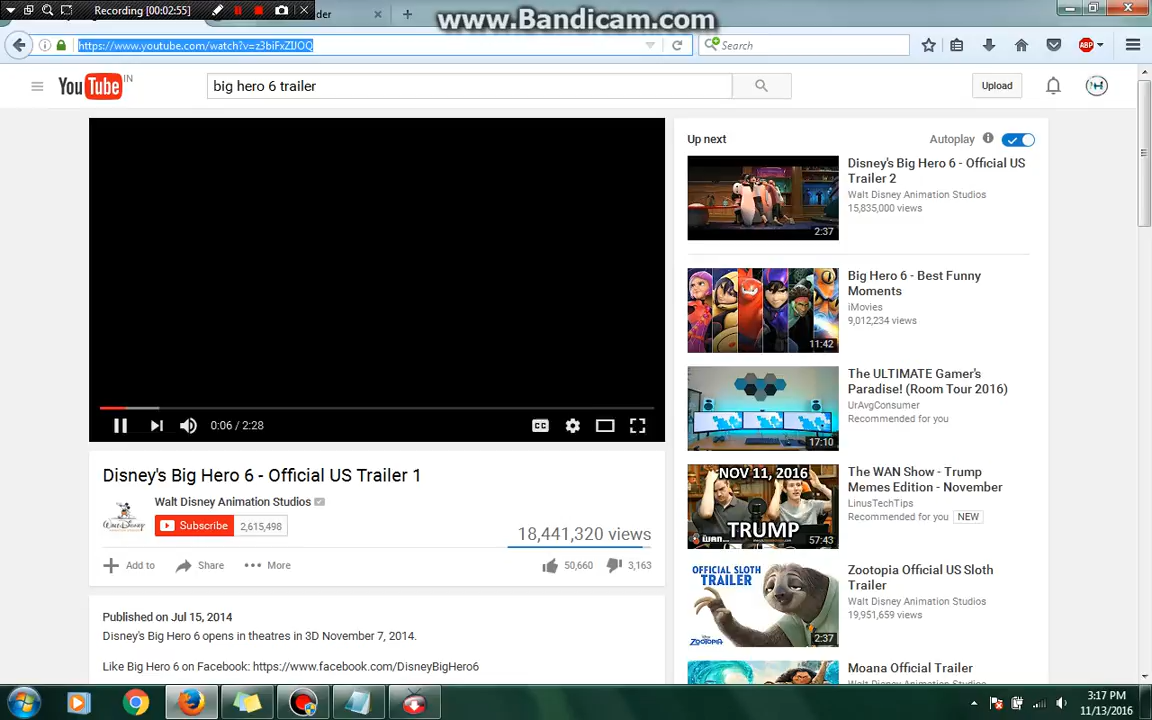 Recording [00:02:55]
der
www.Bandicam.com
https://www.youtube.com/watch?v=z3biFxZIJOQ
Search
ABP
YouTube IN
big hero 6 trailer
Upload
Up next
Autoplay
Disney's Big Hero 6 - Official US
Trailer 2
Walt Disney Animation Studios
15,835,000 views
2:37
Big Hero 6 - Best Funny
Moments
iMovies
9,012,234 views
11:42
The ULTIMATE Gamer's
Paradise! (Room Tour 2016)
UrAvgConsumer
Recommended for you
17:10
NOV 11, 2016
TRUMP
57:43
The WAN Show - Trump
Memes Edition - November
LinusTechTips
Recommended for you NEW
OFFICIAL SLOTH
TRAILER
ZOOTOPIA
2:37
Zootopia Official US Sloth
Trailer
Walt Disney Animation Studios
19,951,659 views
Moana Official Trailer
0:06 / 2:28
CC
Disney's Big Hero 6 - Official US Trailer 1
Walt Disney Animation Studios
Subscribe 2,615,498
18,441,320 views
Add to Share More
50,660 3,163
Published on Jul 15, 2014
Disney's Big Hero 6 opens in theatres in 3D November 7, 2014.
Like Big Hero 6 on Facebook: https://www.facebook.com/DisneyBigHero6
3:17 PM
11/13/2016